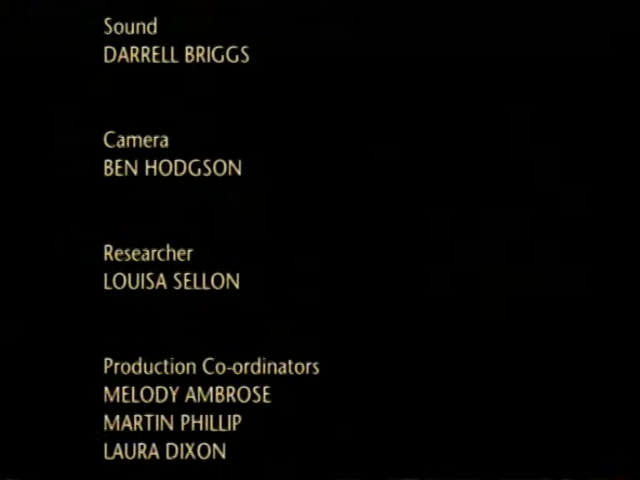 Sound
DARRELL BRIGGS
Camera
BEN HODGSON
Researcher
LOUISA SELLON
Production Co-ordinators
MELODY AMBROSE
MARTIN PHILLIP
LAURA DIXON